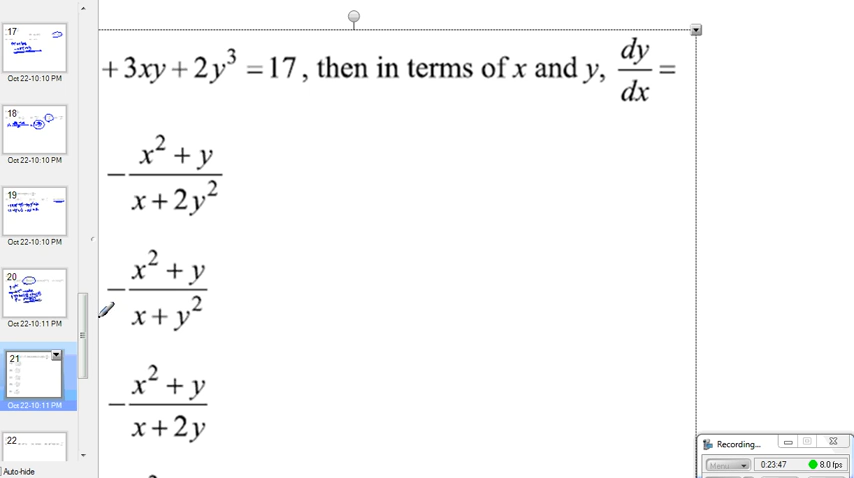 17
Oct 22-10:10 PM
18
Oct 22-10:10 PM
19
Oct 22-10:10 PM
20
Oct 22-10:11 PM
21
Oct 22-10:11 PM
22
Auto-hide
+ 3xy + 2y³ = 17, then in terms of x and y, dy/dx =
− (x² + y)/(x + 2y²)
− (x² + y)/(x + y²)
− (x² + y)/(x + 2y)
Recording...
Menu
0:23:47 8.0 fps